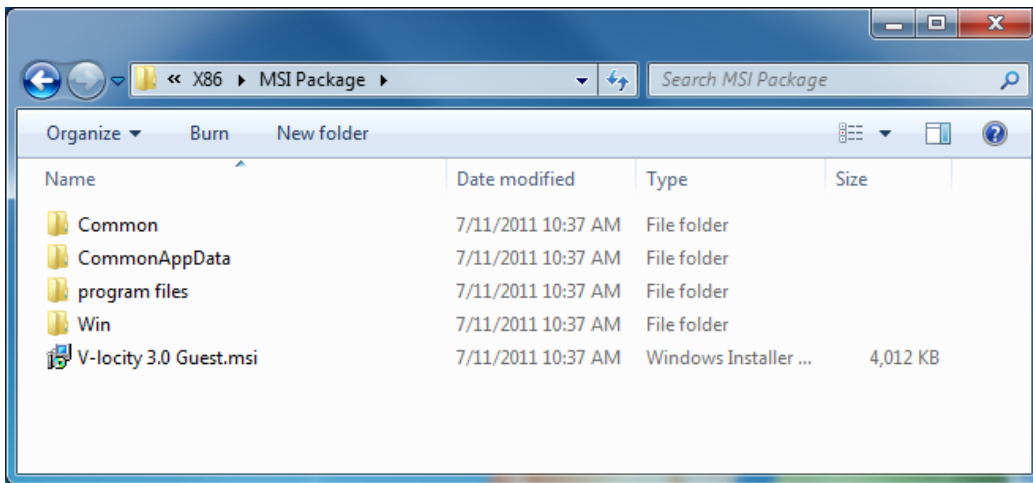 « X86 ▸ MSI Package ▸ Search MSI Package
Organize Burn New folder
Name Date modified Type Size
Common 7/11/2011 10:37 AM File folder
CommonAppData 7/11/2011 10:37 AM File folder
program files 7/11/2011 10:37 AM File folder
Win 7/11/2011 10:37 AM File folder
V-locity 3.0 Guest.msi 7/11/2011 10:37 AM Windows Installer ... 4,012 KB